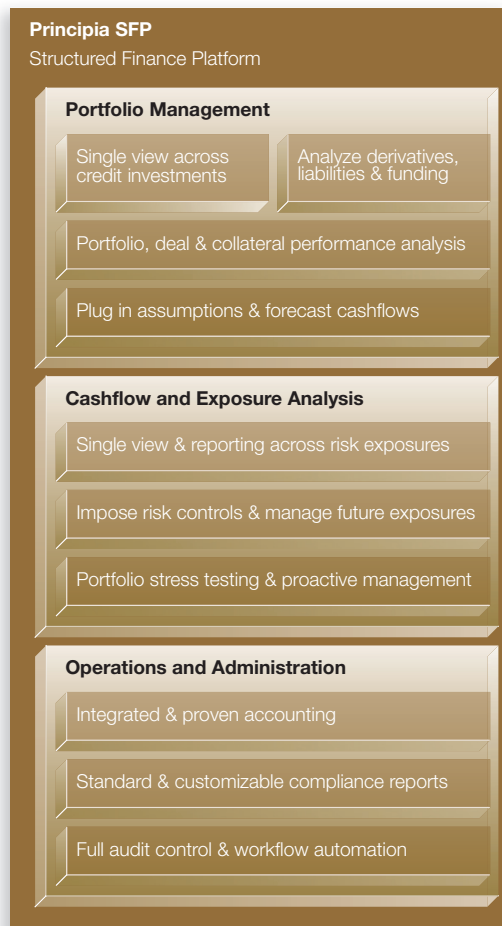 Principia SFP
Structured Finance Platform
Portfolio Management
Single view across
credit investments
Analyze derivatives,
liabilities & funding
Portfolio, deal & collateral performance analysis
Plug in assumptions & forecast cashflows
Cashflow and Exposure Analysis
Single view & reporting across risk exposures
Impose risk controls & manage future exposures
Portfolio stress testing & proactive management
Operations and Administration
Integrated & proven accounting
Standard & customizable compliance reports
Full audit control & workflow automation